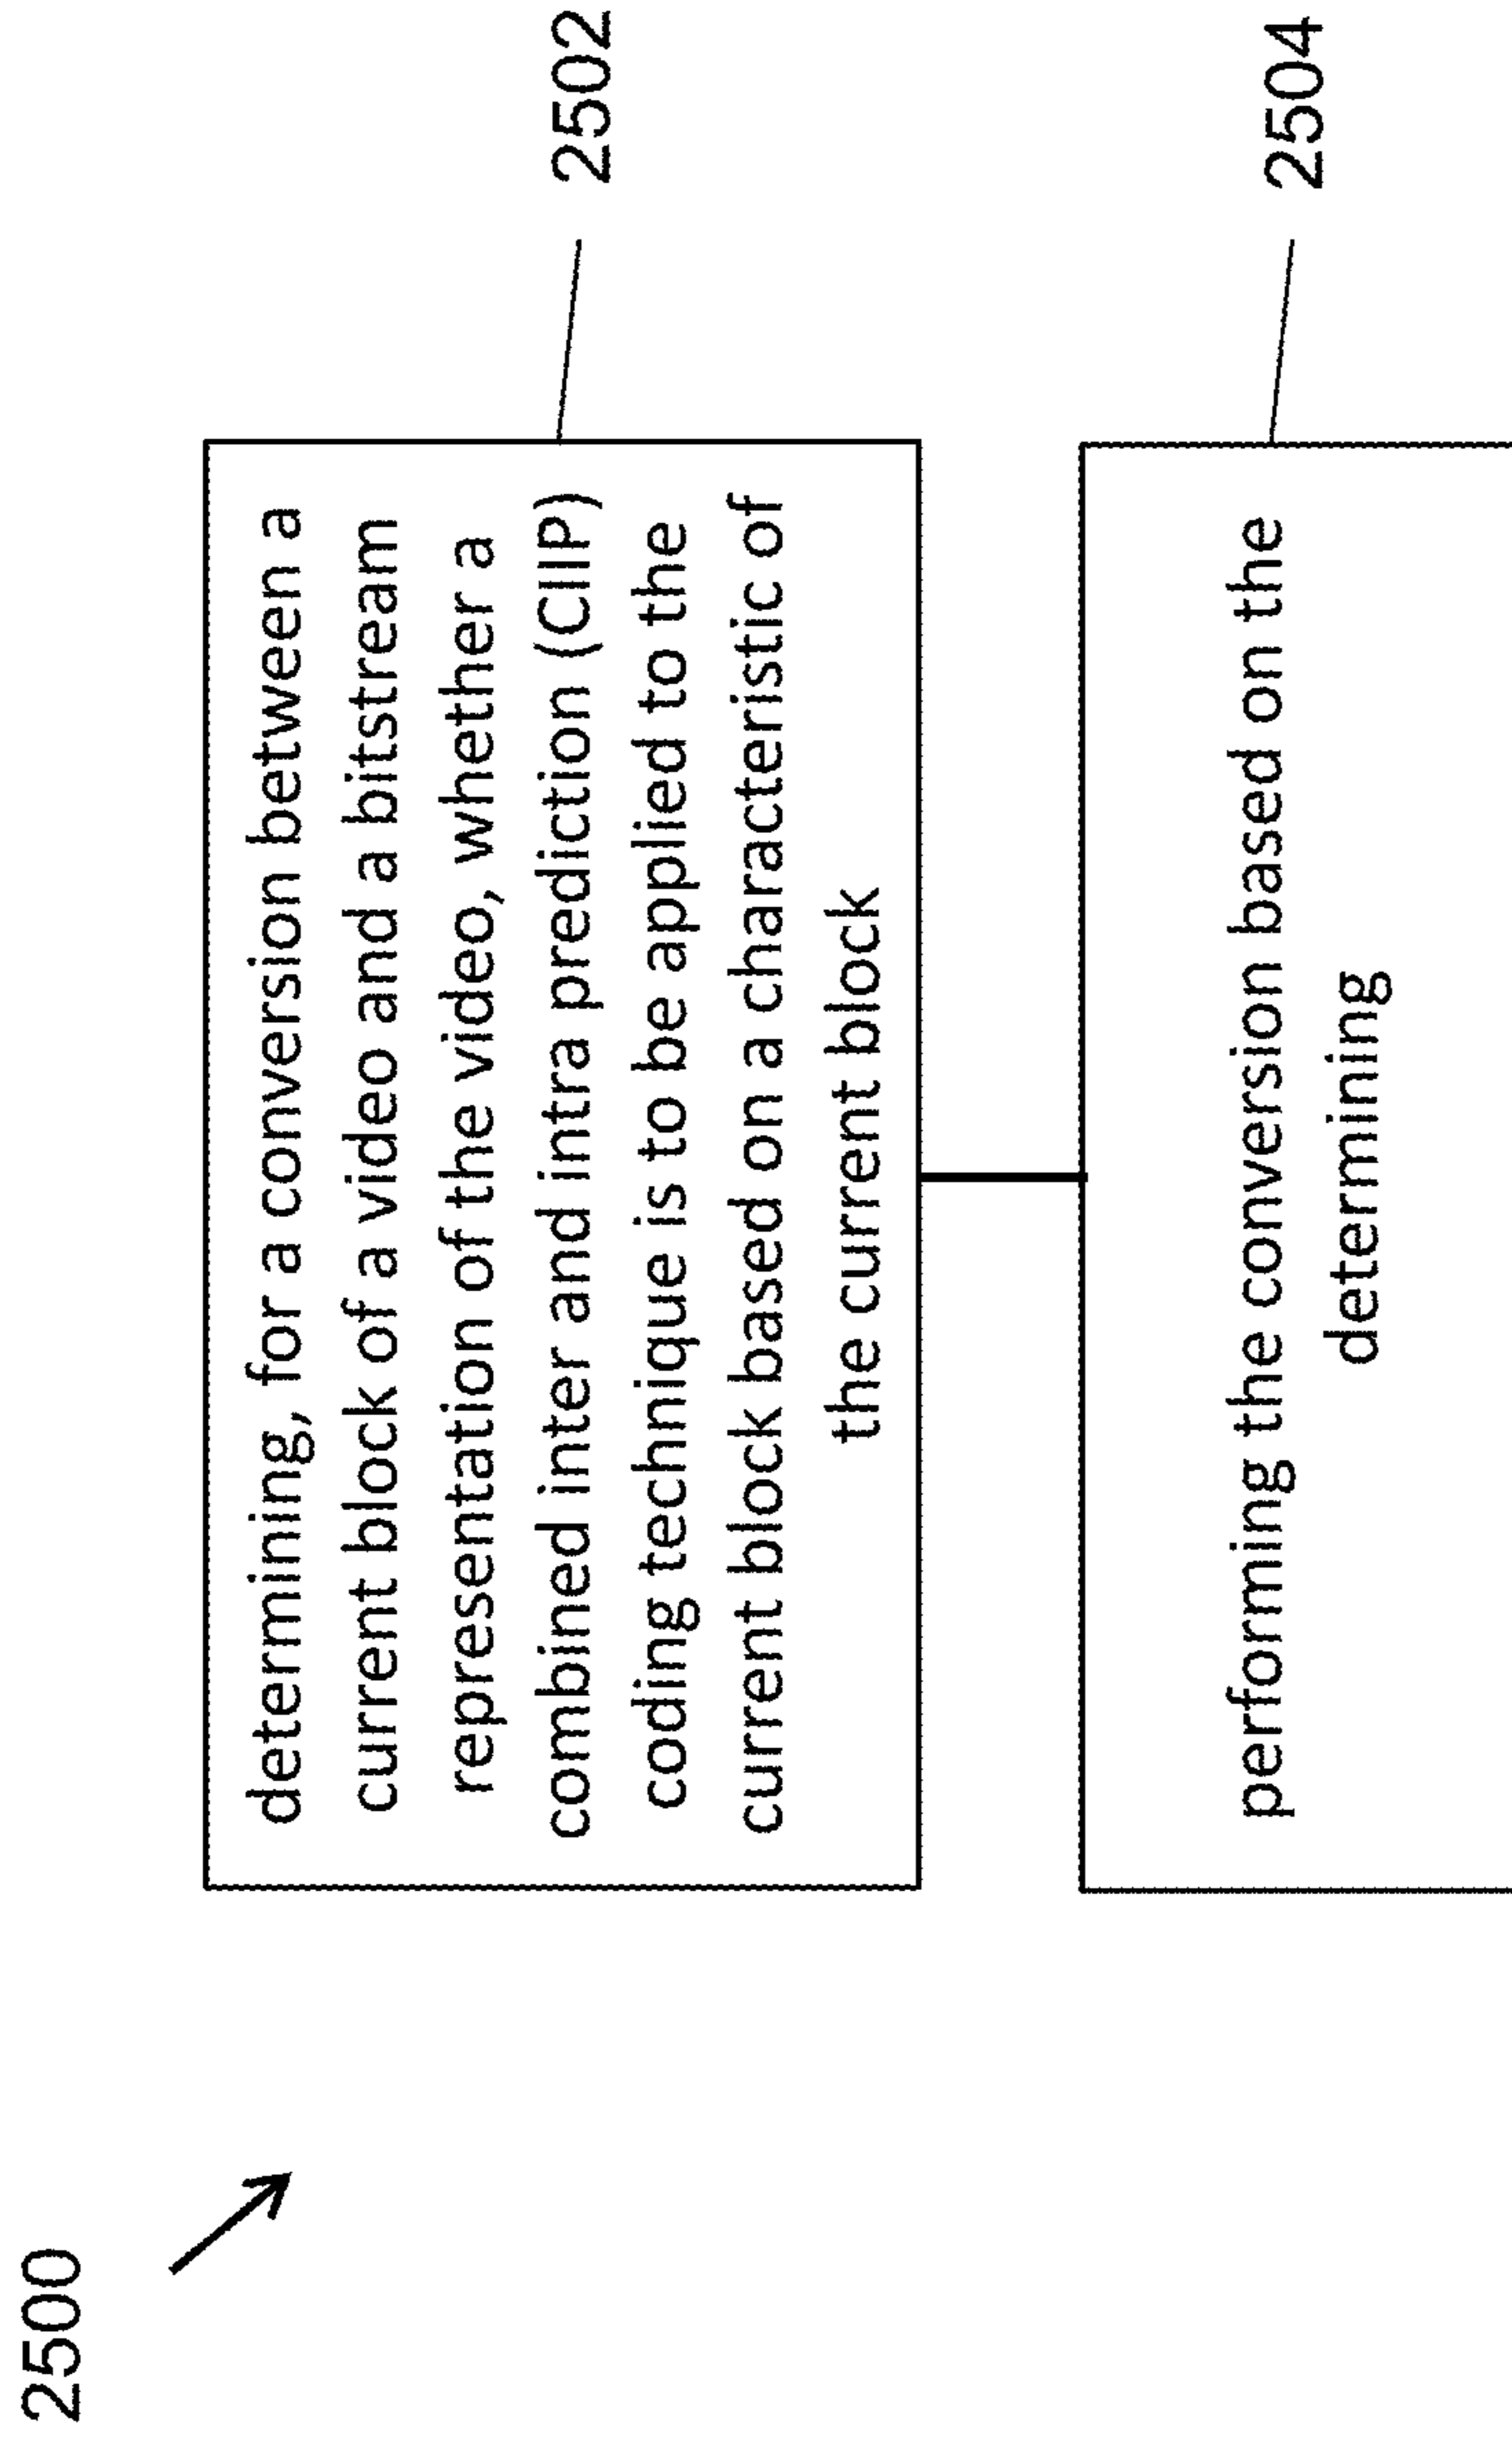 2500
determining, for a conversion between a
current block of a video and a bitstream
representation of the video, whether a
combined inter and intra prediction (CIIP)
coding technique is to be applied to the
current block based on a characteristic of
the current block
2502
performing the conversion based on the
determining
2504